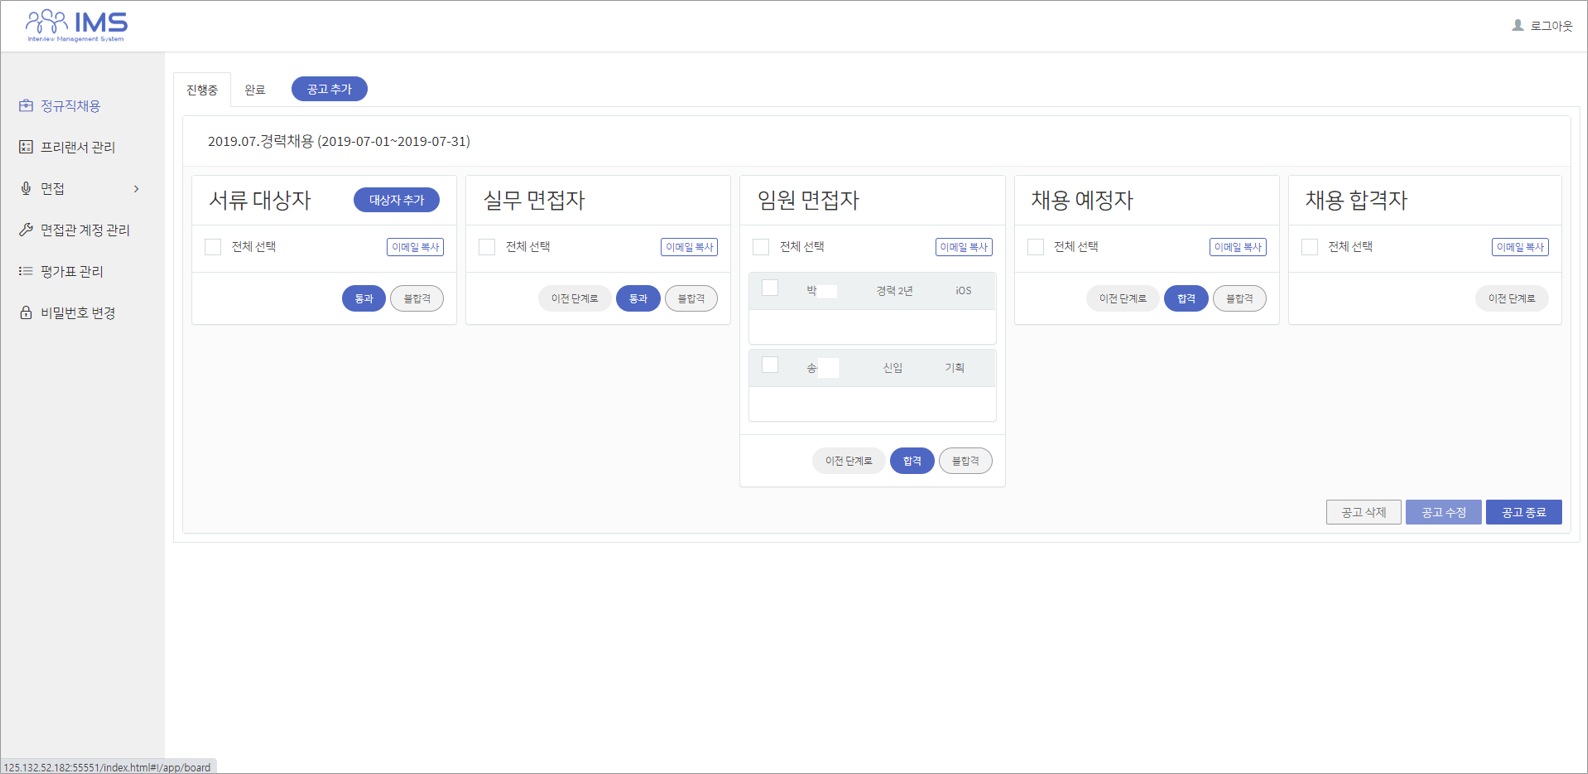 IMS
Interview Management System
로그아웃
정규직채용
프리랜서 관리
면접
면접관 계정 관리
평가표 관리
비밀번호 변경
진행중
완료
공고 추가
2019.07.경력채용 (2019-07-01~2019-07-31)
서류 대상자
대상자 추가
전체 선택
이메일 복사
통과
불합격
실무 면접자
전체 선택
이메일 복사
이전 단계로
통과
불합격
임원 면접자
전체 선택
이메일 복사
박
경력 2년
iOS
송
신입
기획
이전 단계로
합격
불합격
채용 예정자
전체 선택
이메일 복사
이전 단계로
합격
불합격
채용 합격자
전체 선택
이메일 복사
이전 단계로
공고 삭제
공고 수정
공고 종료
125.132.52.182:55551/index.html#!/app/board